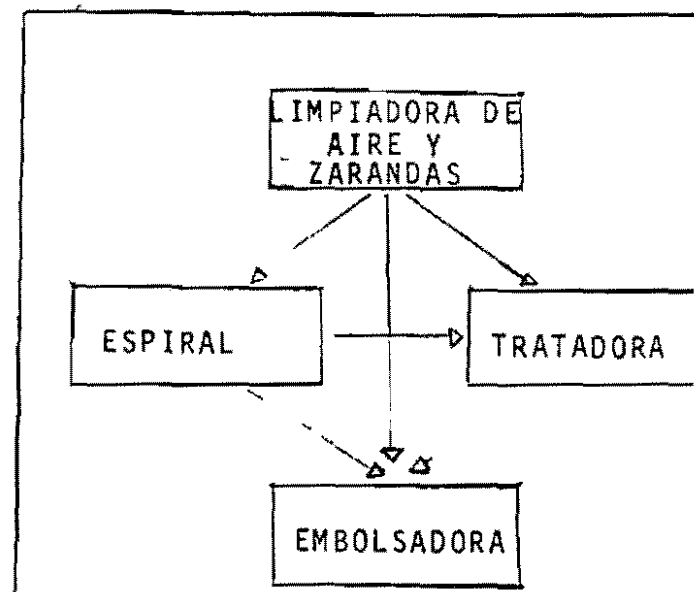 LIMPIADORA DE
AIRE Y
ZARANDAS
ESPIRAL
TRATADORA
EMBOLSADORA